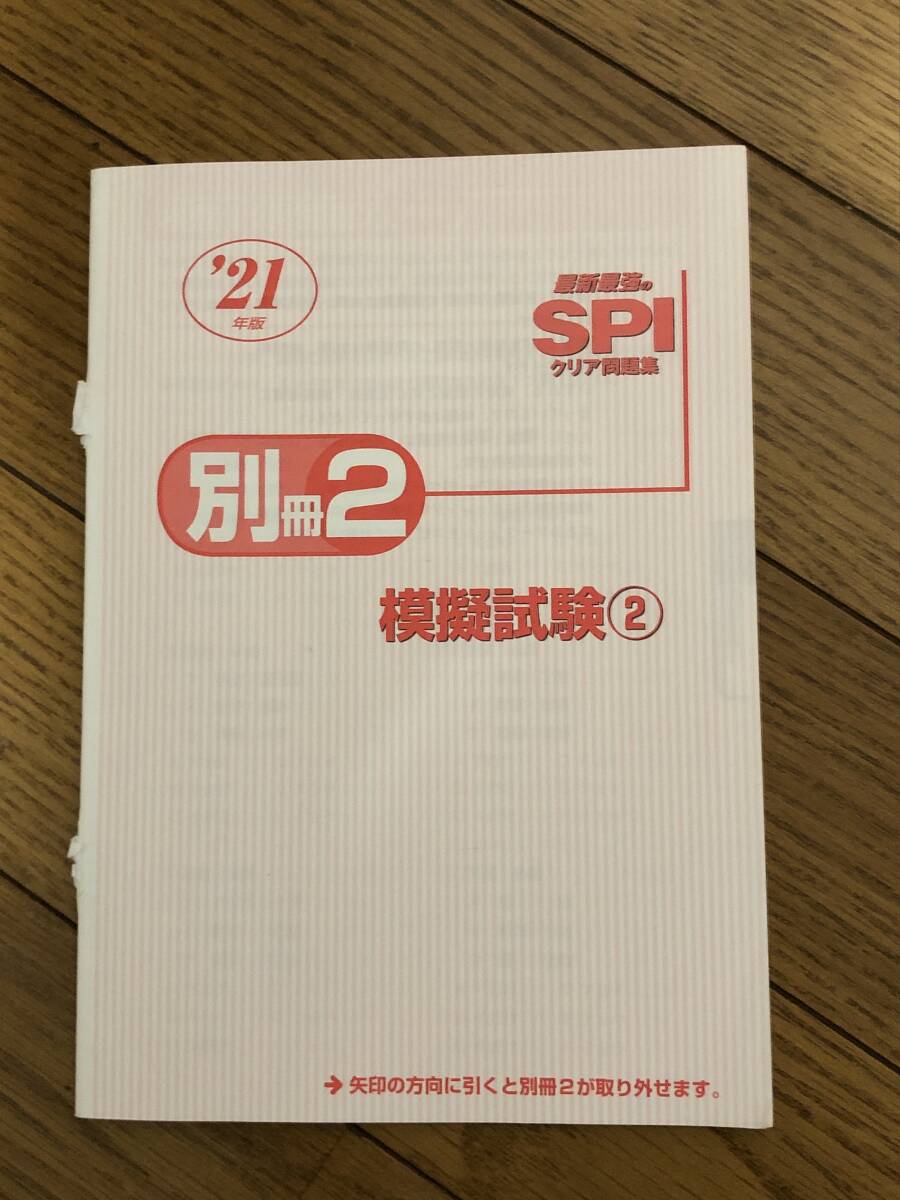 '21
年版
最新最強の
SPI
クリア問題集
別冊2
模擬試験②
→矢印の方向に引くと別冊2が取り外せます。